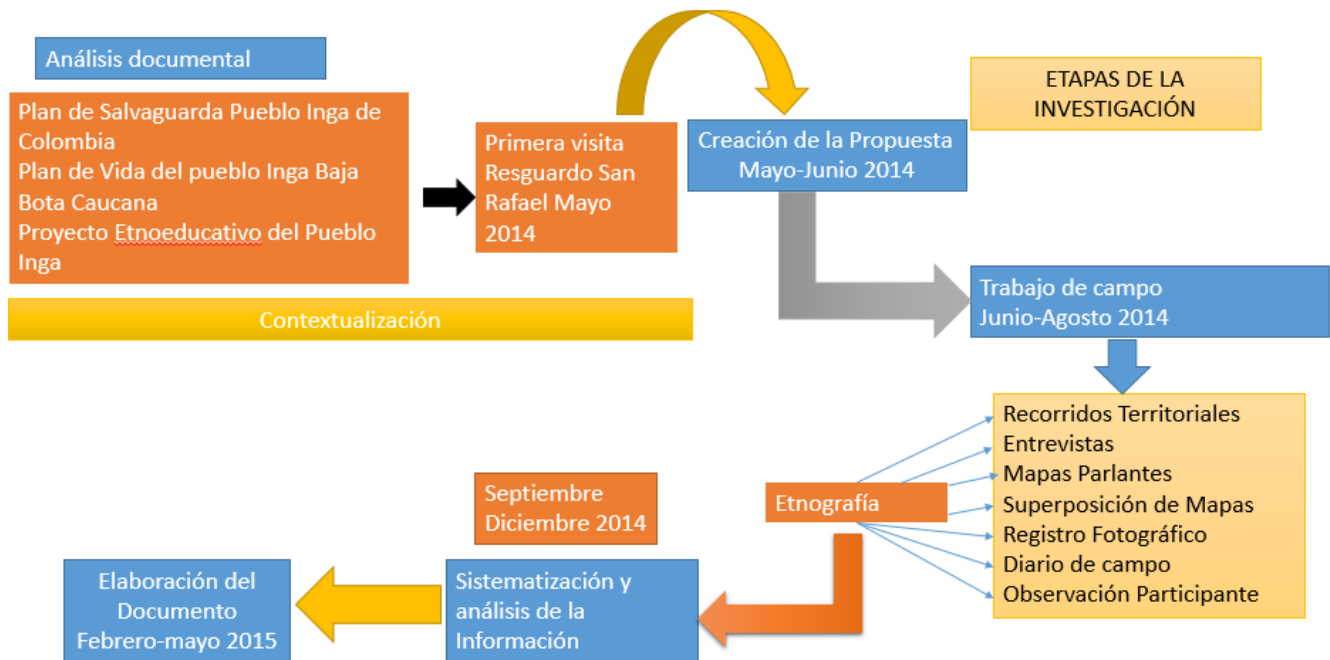 Análisis documental
Plan de Salvaguarda Pueblo Inga de
Colombia
Plan de Vida del pueblo Inga Baja
Bota Caucana
Proyecto Etnoeducativo del Pueblo
Inga
Contextualización
Primera visita
Resguardo San
Rafael Mayo
2014
Creación de la Propuesta
Mayo-Junio 2014
ETAPAS DE LA
INVESTIGACIÓN
Trabajo de campo
Junio-Agosto 2014
Recorridos Territoriales
Entrevistas
Mapas Parlantes
Superposición de Mapas
Registro Fotográfico
Diario de campo
Observación Participante
Etnografía
Septiembre
Diciembre 2014
Sistematización y
análisis de la
Información
Elaboración del
Documento
Febrero-mayo 2015